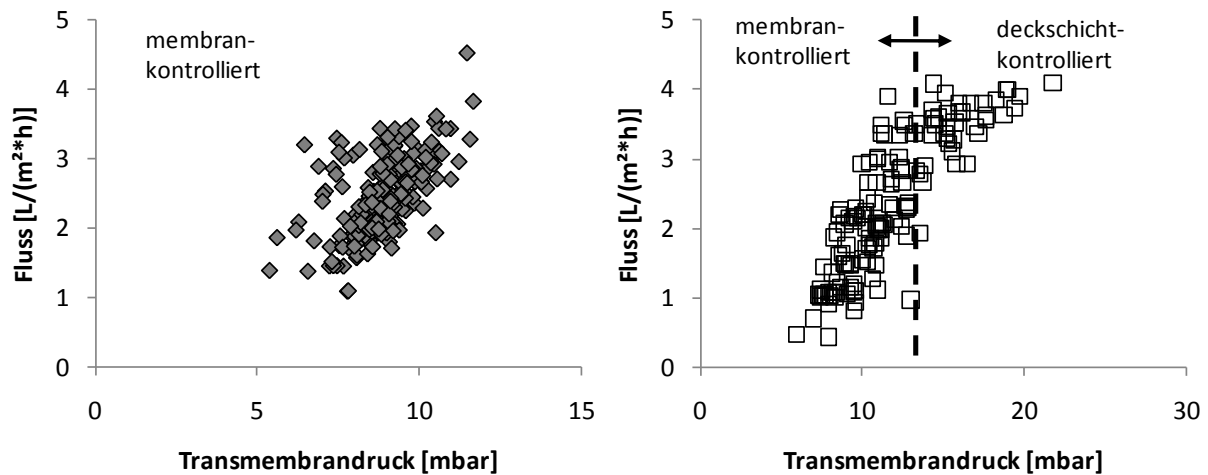 5
4
3
2
1
0
Fluss [L/(m²*h)]
membran-
kontrolliert
0
5
10
15
Transmembrandruck [mbar]
5
4
3
2
1
0
Fluss [L/(m²*h)]
membran-
kontrolliert
deckschicht-
kontrolliert
0
10
20
30
Transmembrandruck [mbar]